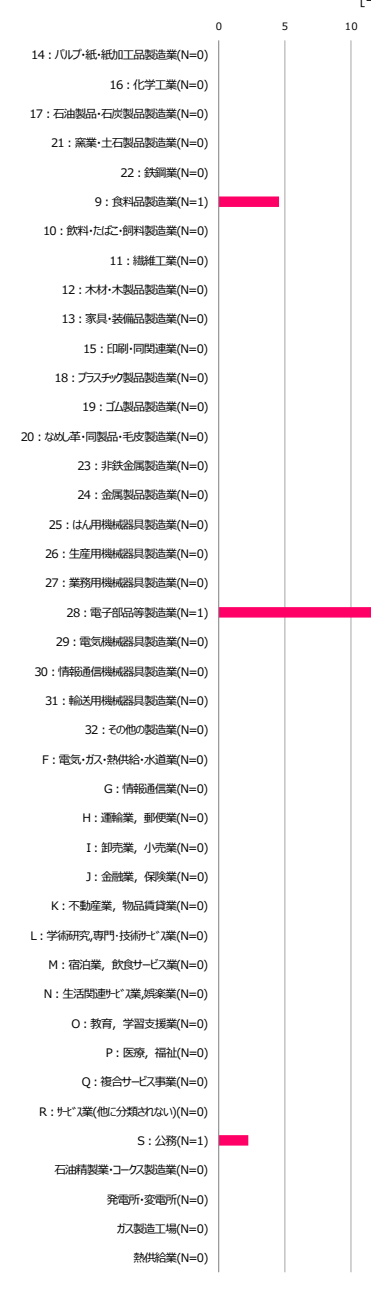 0 5 10
14：パルプ・紙・紙加工品製造業(N=0)
16：化学工業(N=0)
17：石油製品・石炭製品製造業(N=0)
21：窯業・土石製品製造業(N=0)
22：鉄鋼業(N=0)
9：食料品製造業(N=1)
10：飲料・たばこ・飼料製造業(N=0)
11：繊維工業(N=0)
12：木材・木製品製造業(N=0)
13：家具・装備品製造業(N=0)
15：印刷・同関連業(N=0)
18：プラスチック製品製造業(N=0)
19：ゴム製品製造業(N=0)
20：なめし革・同製品・毛皮製造業(N=0)
23：非鉄金属製造業(N=0)
24：金属製品製造業(N=0)
25：はん用機械器具製造業(N=0)
26：生産用機械器具製造業(N=0)
27：業務用機械器具製造業(N=0)
28：電子部品等製造業(N=1)
29：電気機械器具製造業(N=0)
30：情報通信機械器具製造業(N=0)
31：輸送用機械器具製造業(N=0)
32：その他の製造業(N=0)
F：電気・ガス・熱供給・水道業(N=0)
G：情報通信業(N=0)
H：運輸業，郵便業(N=0)
I：卸売業，小売業(N=0)
J：金融業，保険業(N=0)
K：不動産業，物品賃貸業(N=0)
L：学術研究,専門・技術ｻｰﾋﾞｽ業(N=0)
M：宿泊業，飲食サービス業(N=0)
N：生活関連ｻｰﾋﾞｽ業,娯楽業(N=0)
O：教育，学習支援業(N=0)
P：医療，福祉(N=0)
Q：複合サービス事業(N=0)
R：ｻｰﾋﾞｽ業(他に分類されない)(N=0)
S：公務(N=1)
石油精製業・コークス製造業(N=0)
発電所・変電所(N=0)
ガス製造工場(N=0)
熱供給業(N=0)